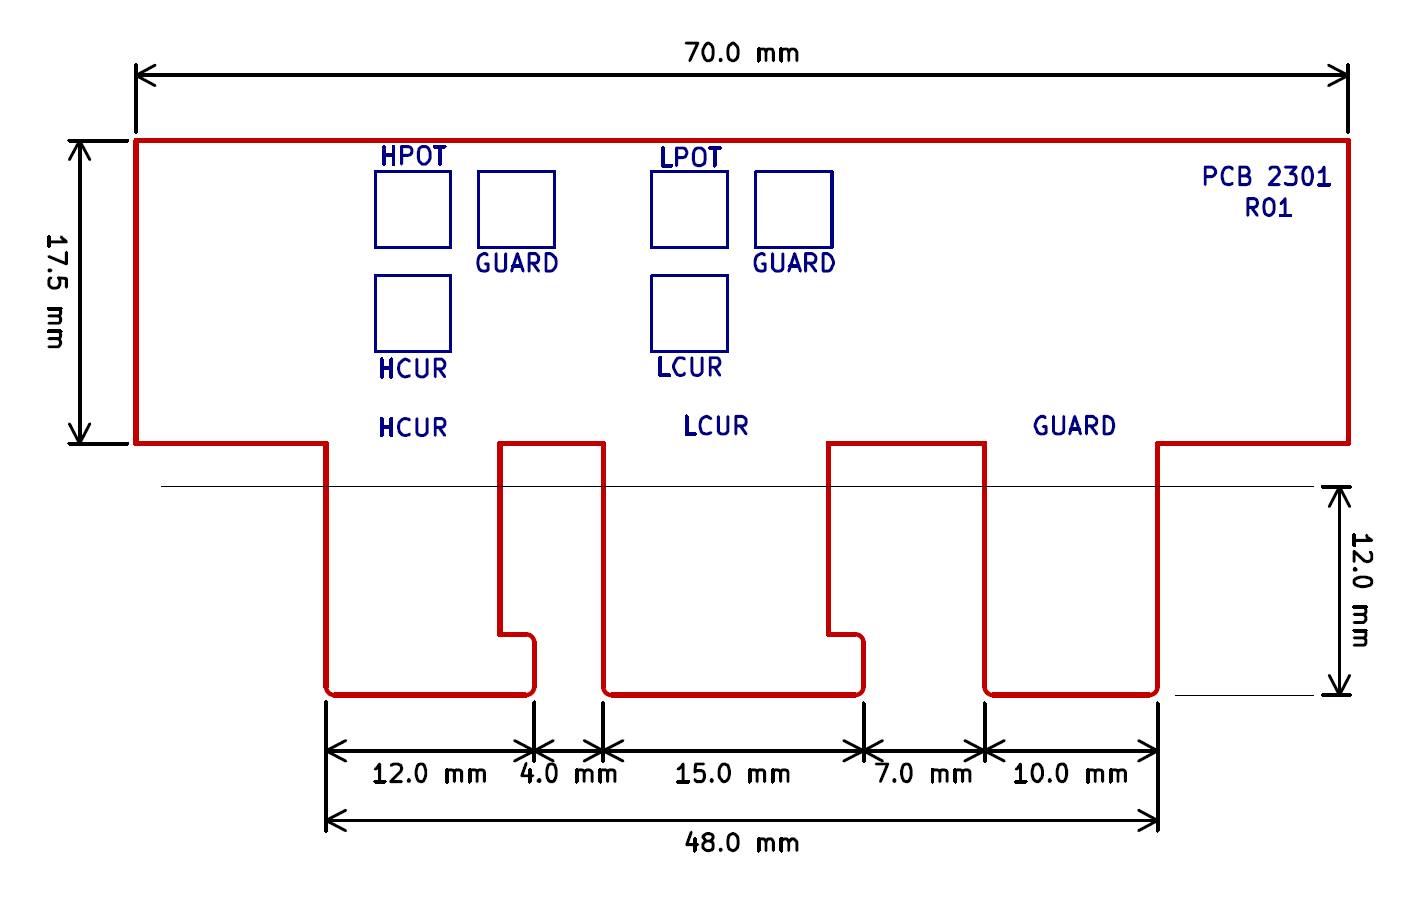 70.0 mm
HPOT
LPOT
PCB 2301
R01
17.5 mm
GUARD
GUARD
HCUR
LCUR
HCUR
LCUR
GUARD
12.0 mm
12.0 mm
4.0 mm
15.0 mm
7.0 mm
10.0 mm
48.0 mm